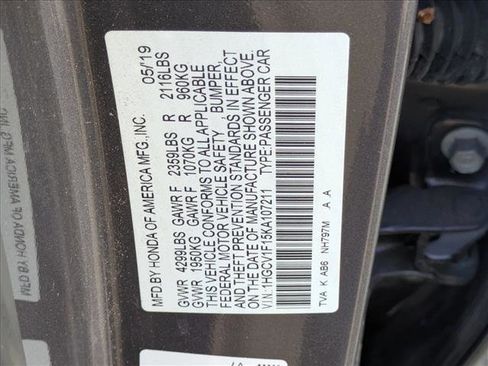 MFD.BY HONDA OF AMERICA MFG.,INC. 05/19
GVWR 4299LBS GAWR F 2359LBS R 2116LBS
GVWR 1950KG GAWR F 1070KG R 960KG
THIS VEHICLE CONFORMS TO ALL APPLICABLE
FEDERAL MOTOR VEHICLE SAFETY BUMPER,
AND THEFT PREVENTION STANDARDS IN EFFECT
ON THE DATE OF MANUFACTURE SHOWN ABOVE.
V.I.N.:1HGCV1F15KA107211 TYPE:PASSENGER CAR
TVA K AB6 NH797M A A